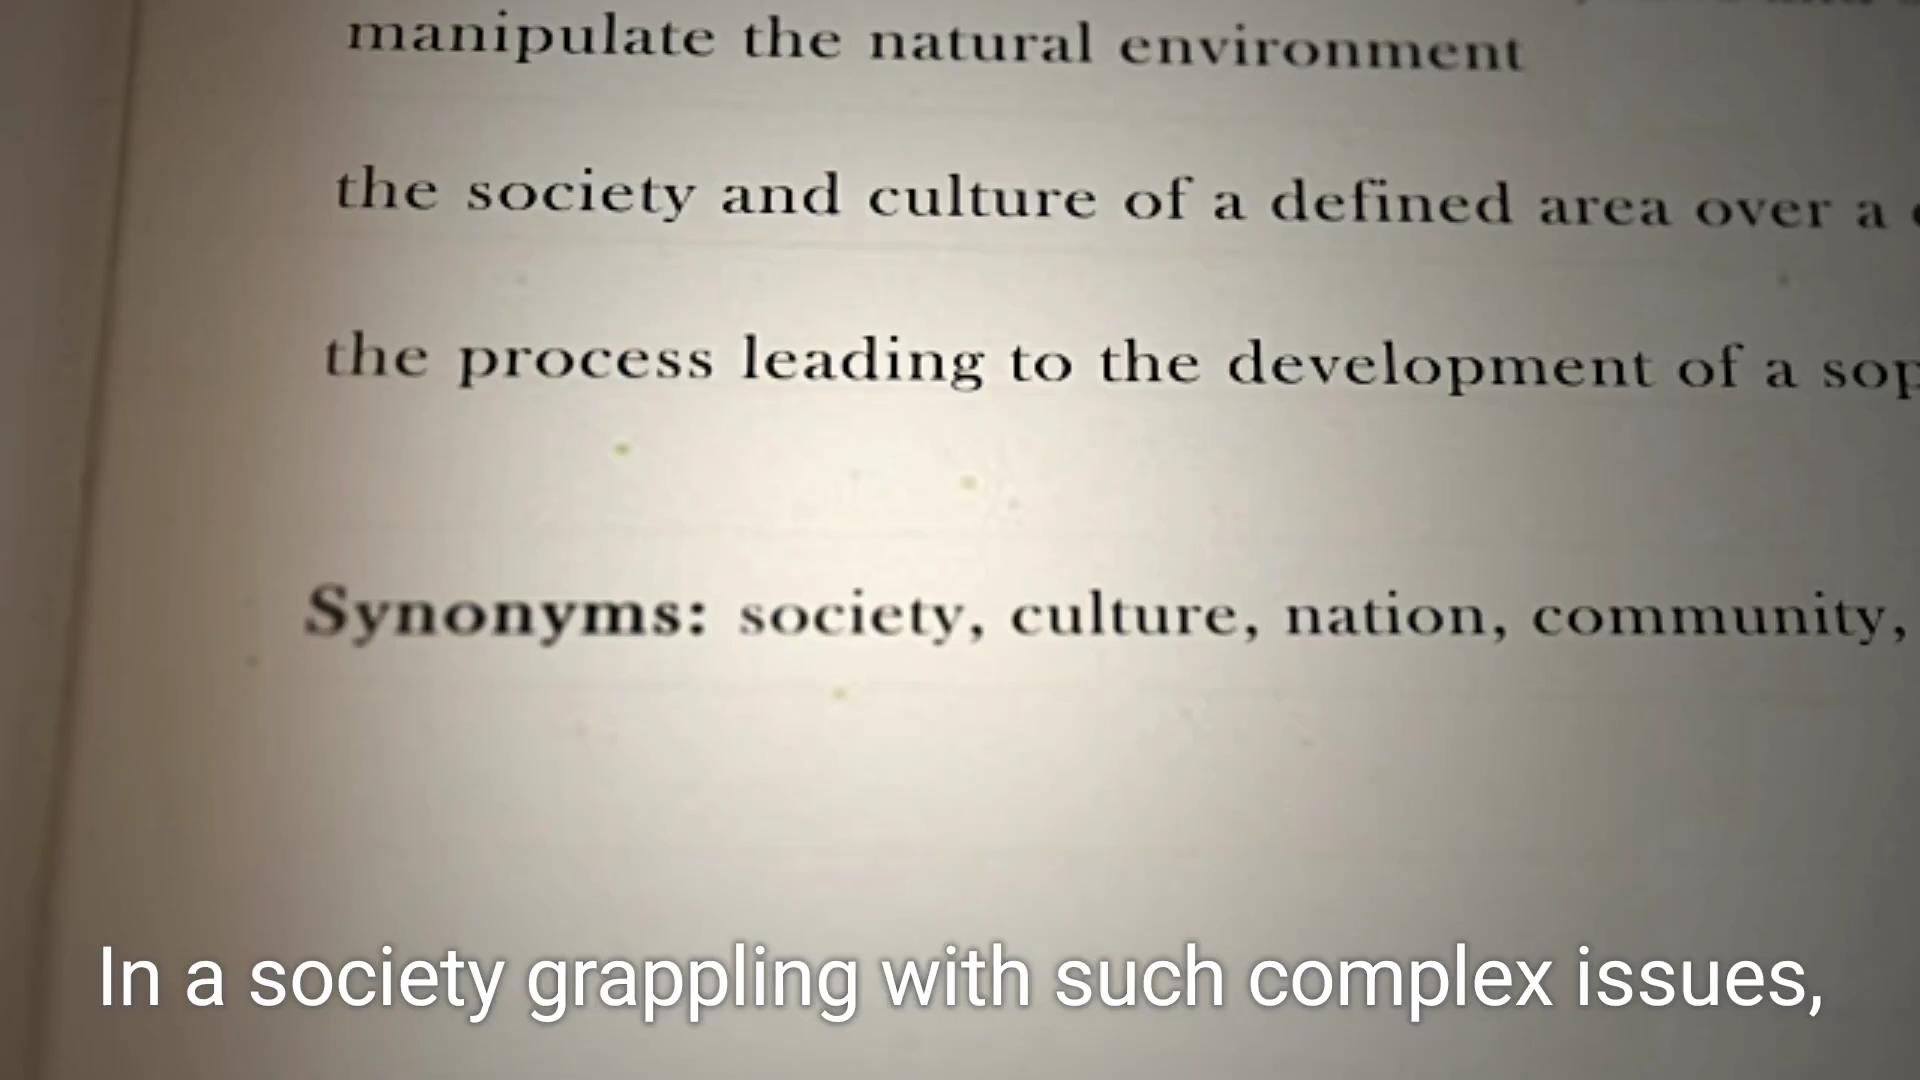 manipulate the natural environment
the society and culture of a defined area over a
the process leading to the development of a
Synonyms: society, culture, nation, community,
In a society grappling with such complex issues,